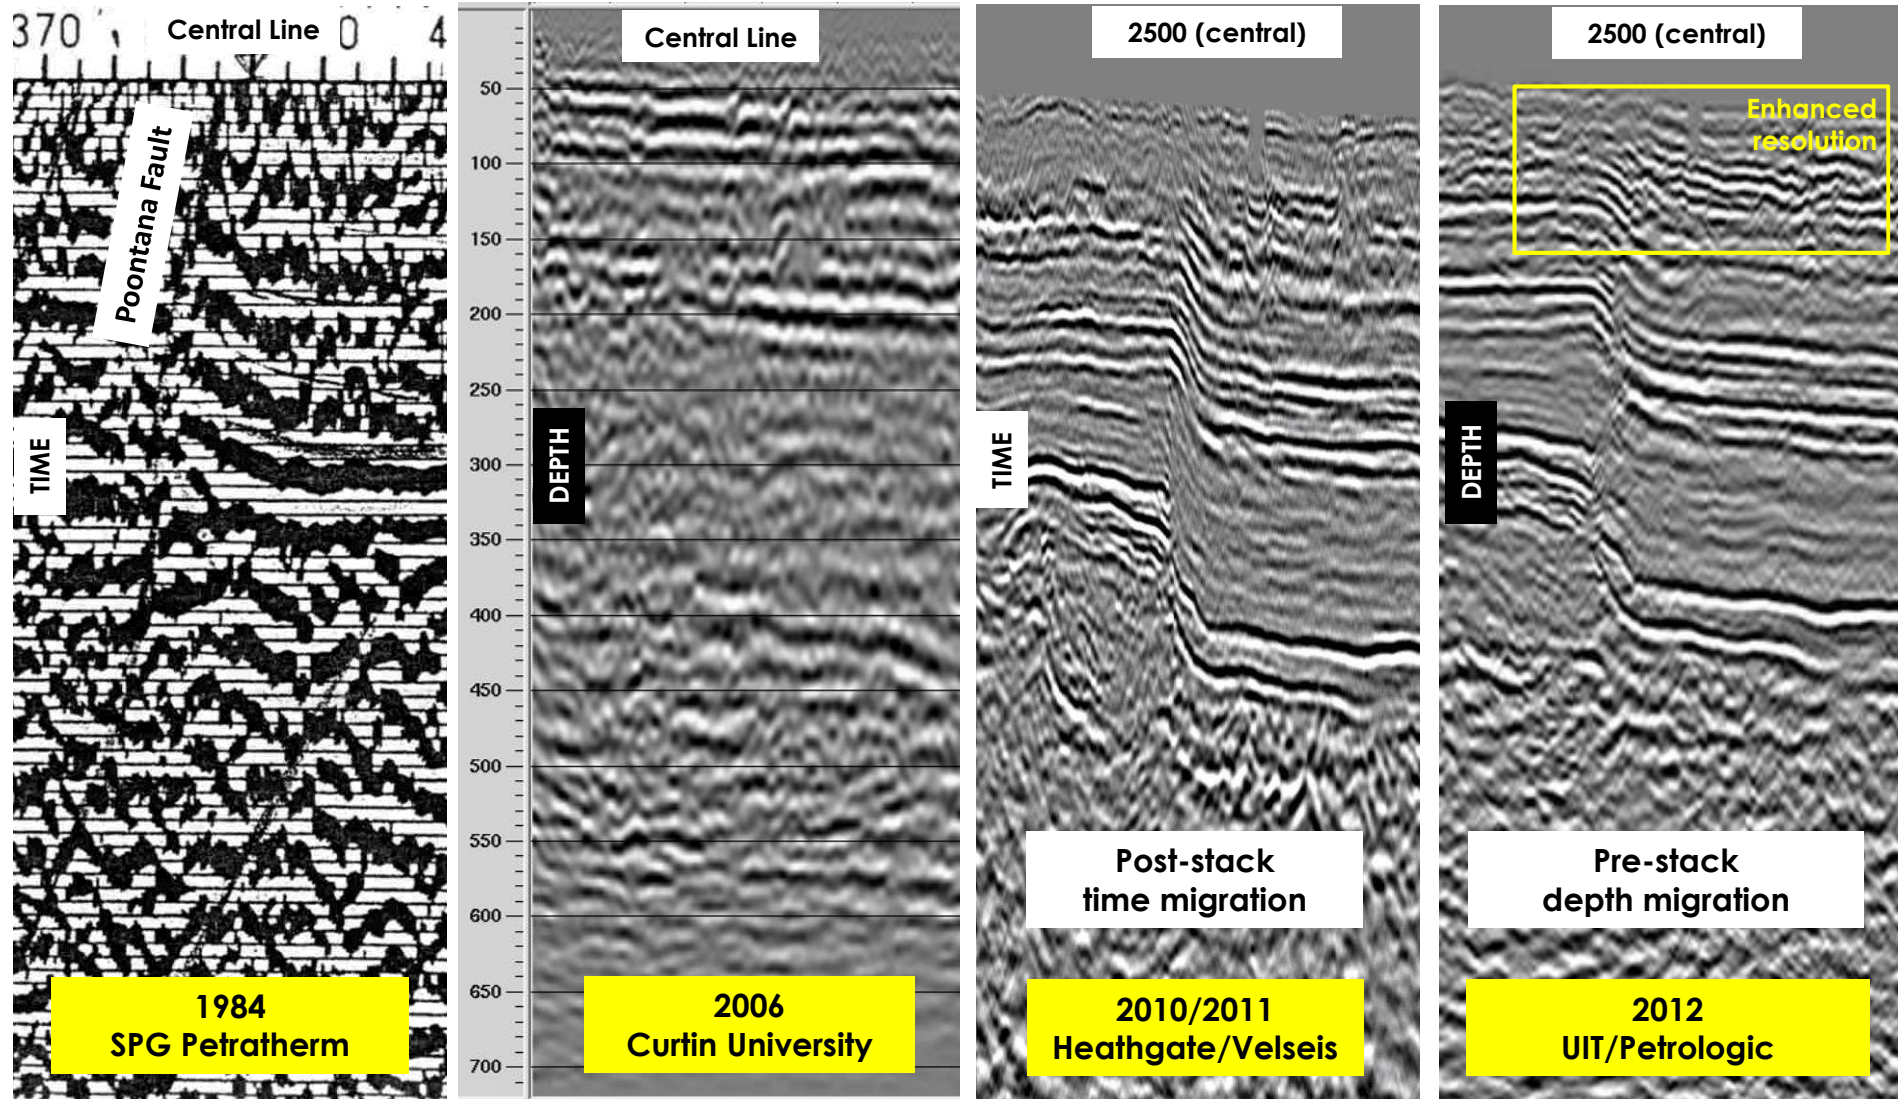 370
Central Line
0
4
Poontana Fault
TIME
1984
SPG Petratherm
Central Line
50
100
150
200
250
300
350
400
450
500
550
600
650
700
DEPTH
2006
Curtin University
2500 (central)
TIME
Post-stack
time migration
2010/2011
Heathgate/Velseis
2500 (central)
Enhanced
resolution
DEPTH
Pre-stack
depth migration
2012
UIT/Petrologic